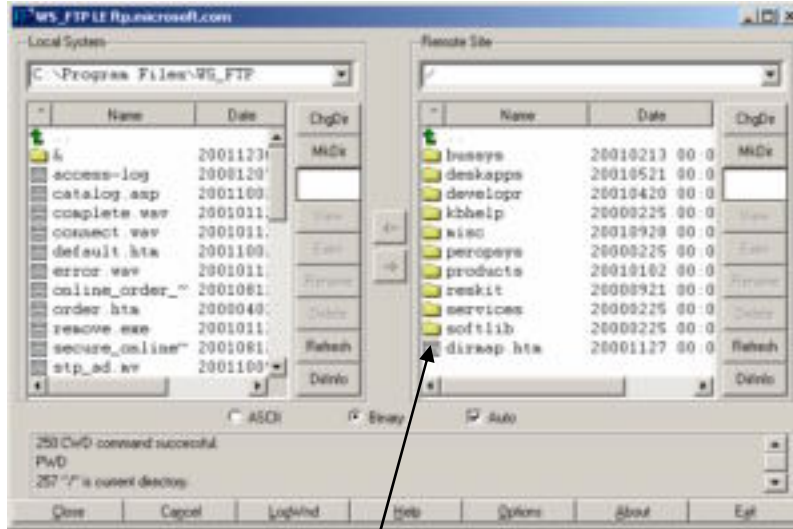 WS_FTP LE ftp.microsoft.com
Local System
C:\Program Files\WS_FTP
Name Date
ChgDir
MkDir
..
& 20011230
access-log 2000120
catalog.asp 2001100
complete.wav 2001011
connect.wav 2001011
default.htm 2001100
error.wav 2001011
online_order_~ 2001081
order.htm 2000040
remove.exe 2001011
secure_online~ 2001081
stp_ad.mv 2001100
View
Exec
Rename
Delete
Refresh
DirInfo
<-
->
Remote Site
/
Name Date
ChgDir
MkDir
..
bussys 20010213 00:0
deskapps 20010521 00:0
developr 20010420 00:0
kbhelp 20000225 00:0
misc 20010928 00:0
peropsys 20000225 00:0
products 20010102 00:0
reskit 20000921 00:0
services 20000225 00:0
softlib 20000225 00:0
dirmap.htm 20001127 00:0
View
Exec
Rename
Delete
Refresh
DirInfo
ASCII Binary Auto
250 CWD command successful.
PWD
257 "/" is current directory.
Close Cancel LogWnd Help Options About Exit